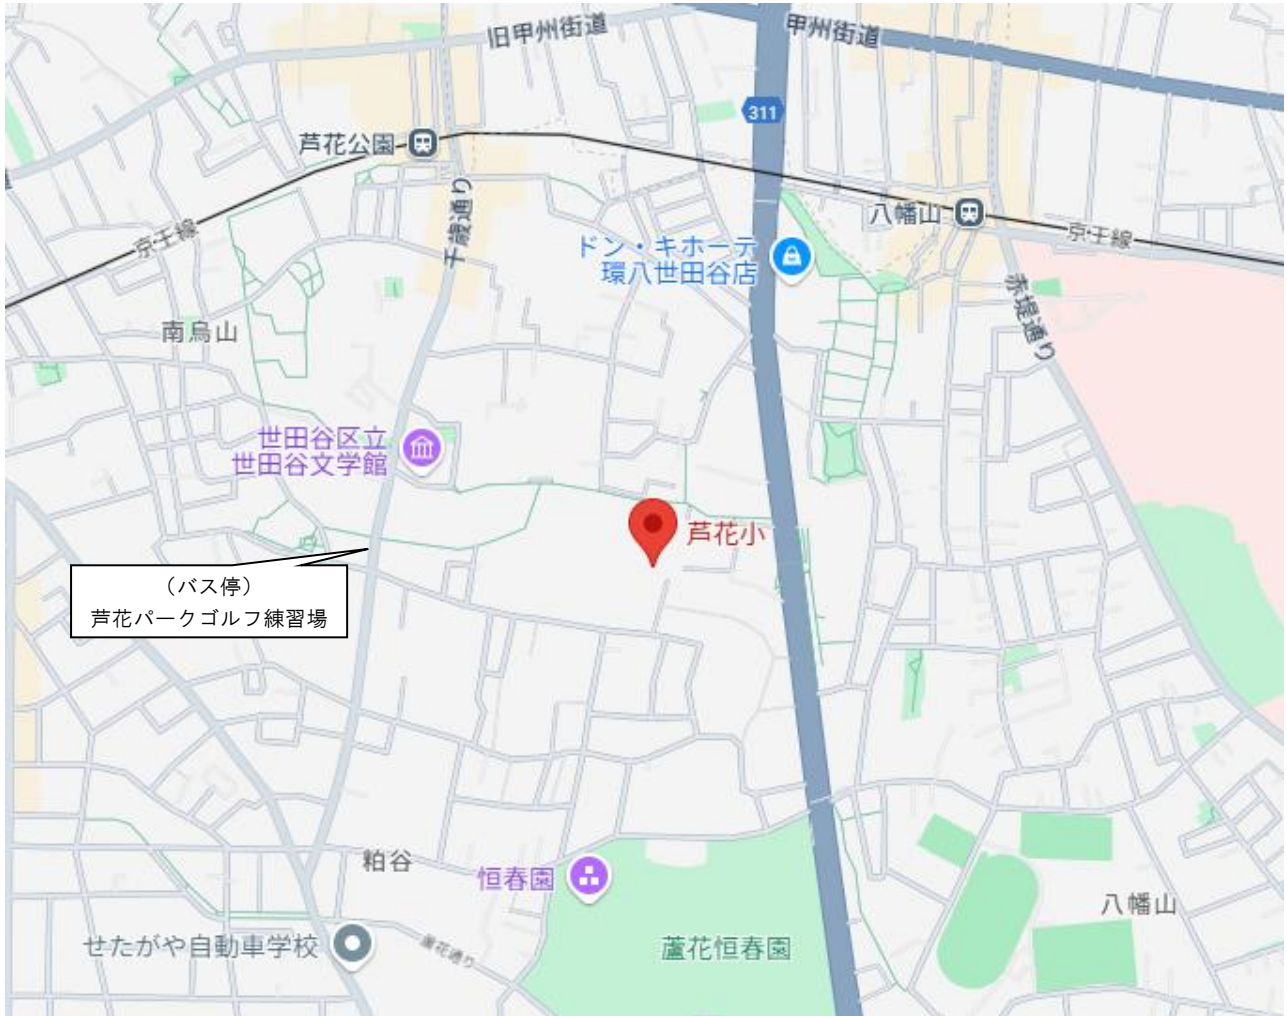 旧甲州街道
甲州街道
311
芦花公園
千歳通り
八幡山
京王線
京王線
ドン・キホーテ
環八世田谷店
赤堤通り
南烏山
世田谷区立
世田谷文学館
芦花小
（バス停）
芦花パークゴルフ練習場
粕谷
恒春園
八幡山
せたがや自動車学校
蘆花通り
蘆花恒春園